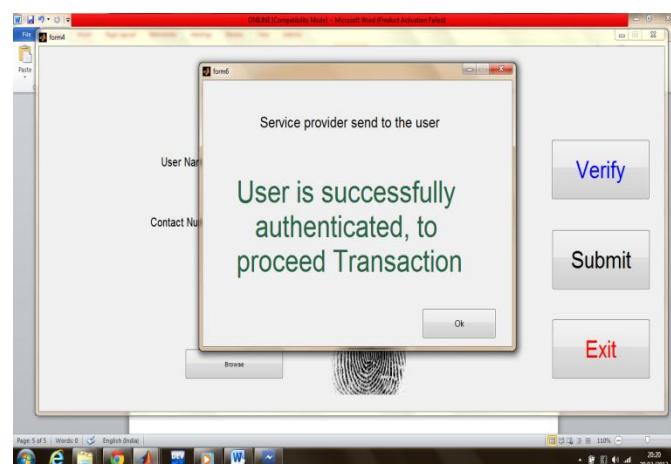 ONLINE [Compatibility Mode] - Microsoft Word (Product Activation Failed)
File
form4
Paste
form6
Service provider send to the user
User Nam
User is successfully
authenticated, to
proceed Transaction
Contact Nu
Verify
Submit
Exit
Ok
Browse
Page: 5 of 5
Words: 0
English (India)
110%
20:20